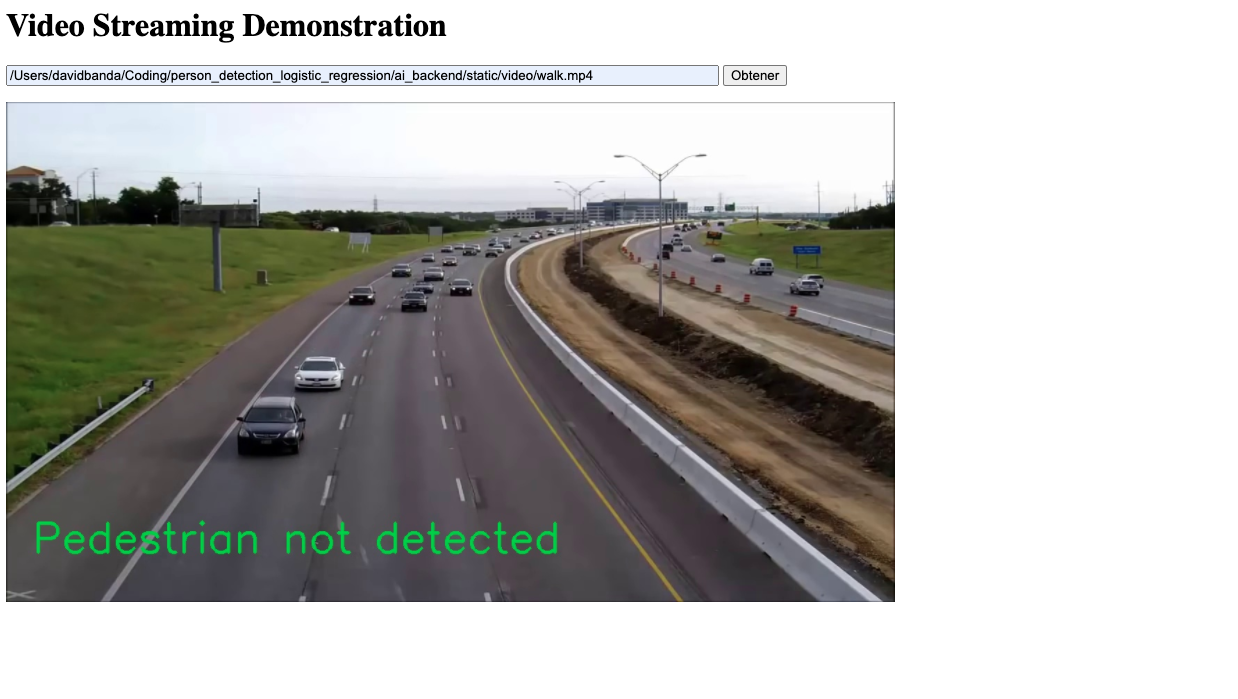 Video Streaming Demonstration
/Users/davidbanda/Coding/person_detection_logistic_regression/ai_backend/static/video/walk.mp4 Obtener
Pedestrian not detected